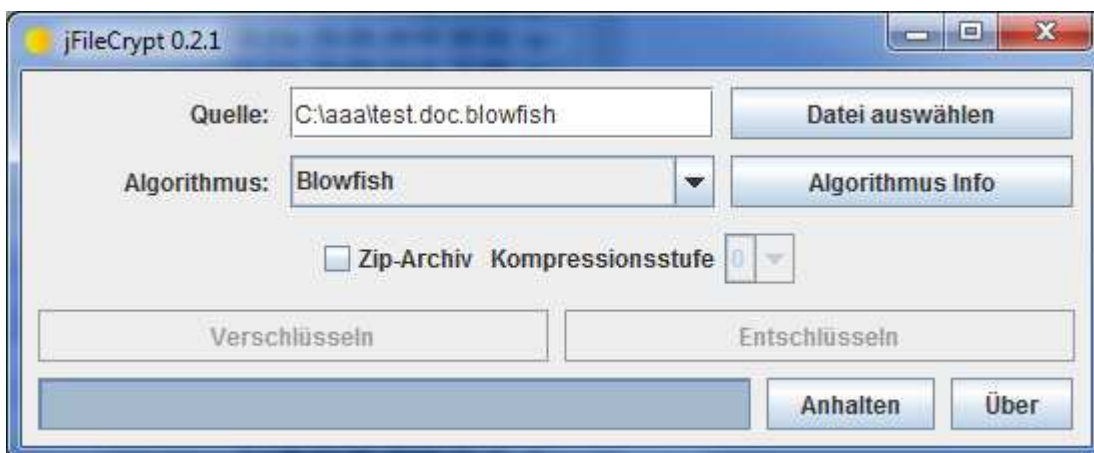 jFileCrypt 0.2.1
Quelle: C:\aaa\test.doc.blowfish Datei auswählen
Algorithmus: Blowfish Algorithmus Info
Zip-Archiv Kompressionsstufe 0
Verschlüsseln Entschlüsseln
Anhalten Über